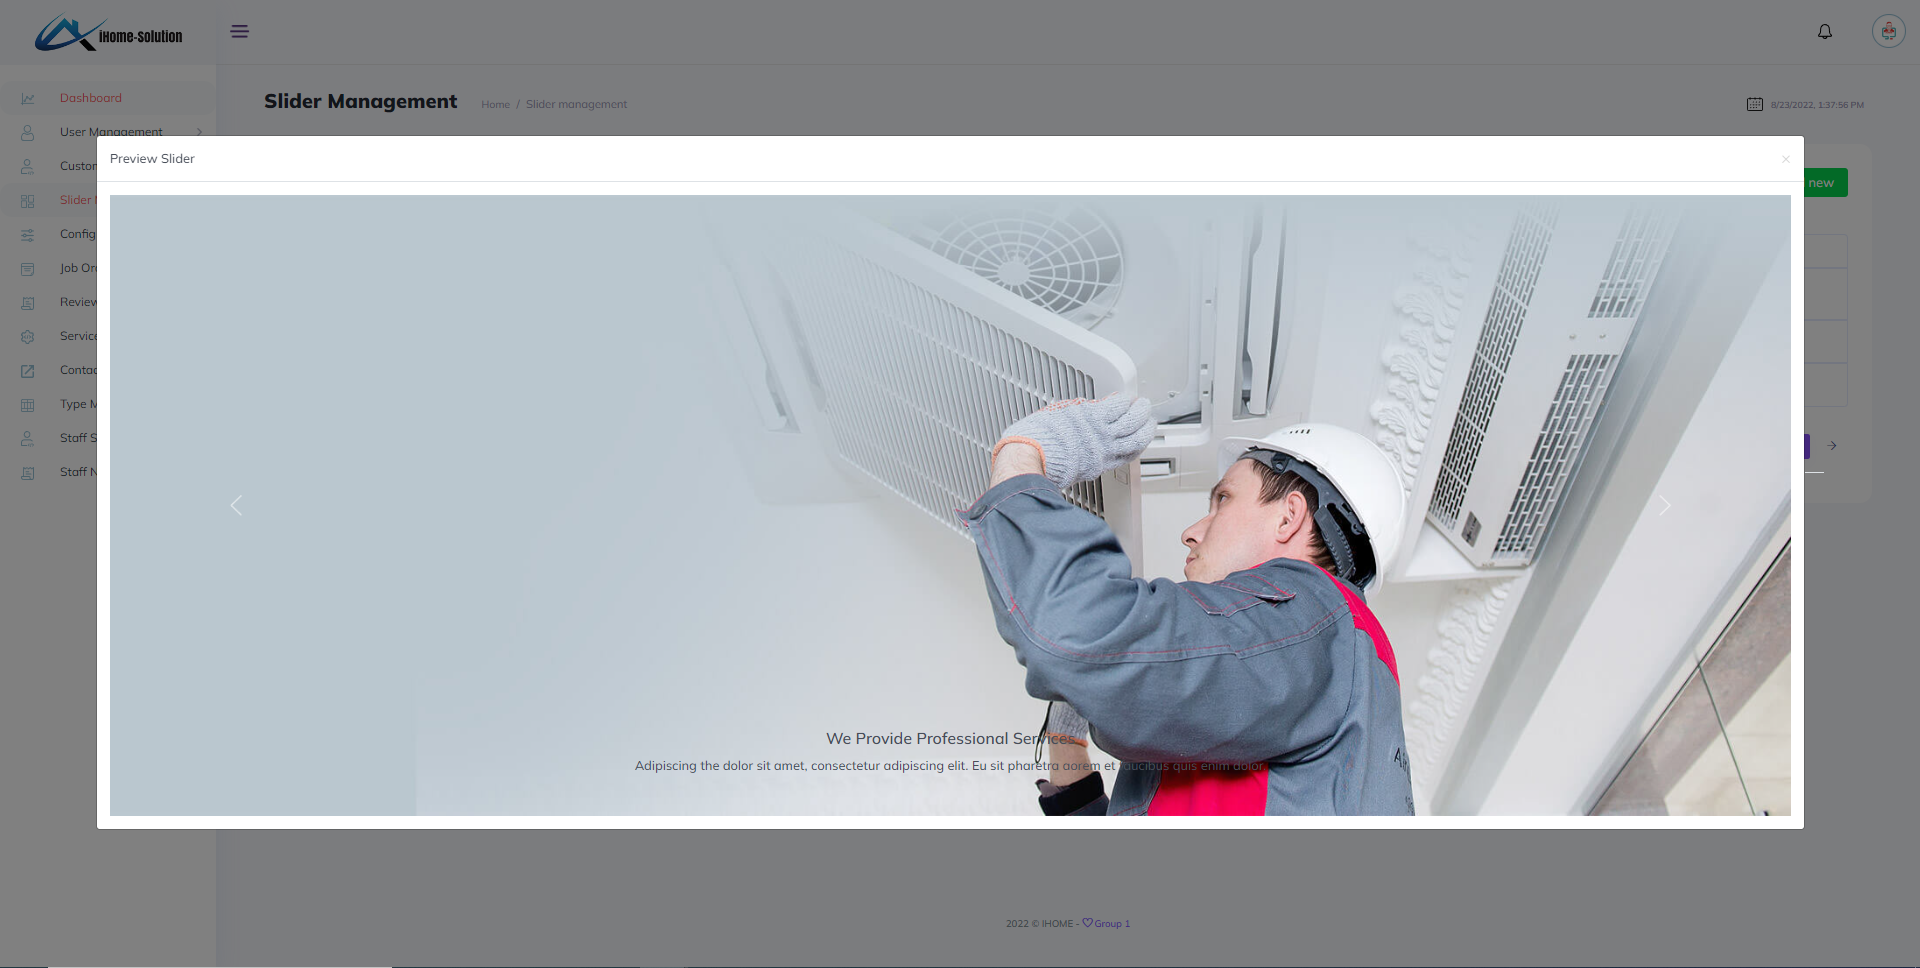 iHome-Solution
Dashboard
User Management
Slider Management
Home / Slider management
8/23/2022, 1:37:56 PM
Custom
Slider M
Config
Job Ord
Review
Service
Contac
Type M
Staff S
Staff N
new
Preview Slider
×
We Provide Professional Services
Adipiscing the dolor sit amet, consectetur adipiscing elit. Eu sit pharetra aorem et faucibus quis enim dolor.
2022 © IHOME - Group 1